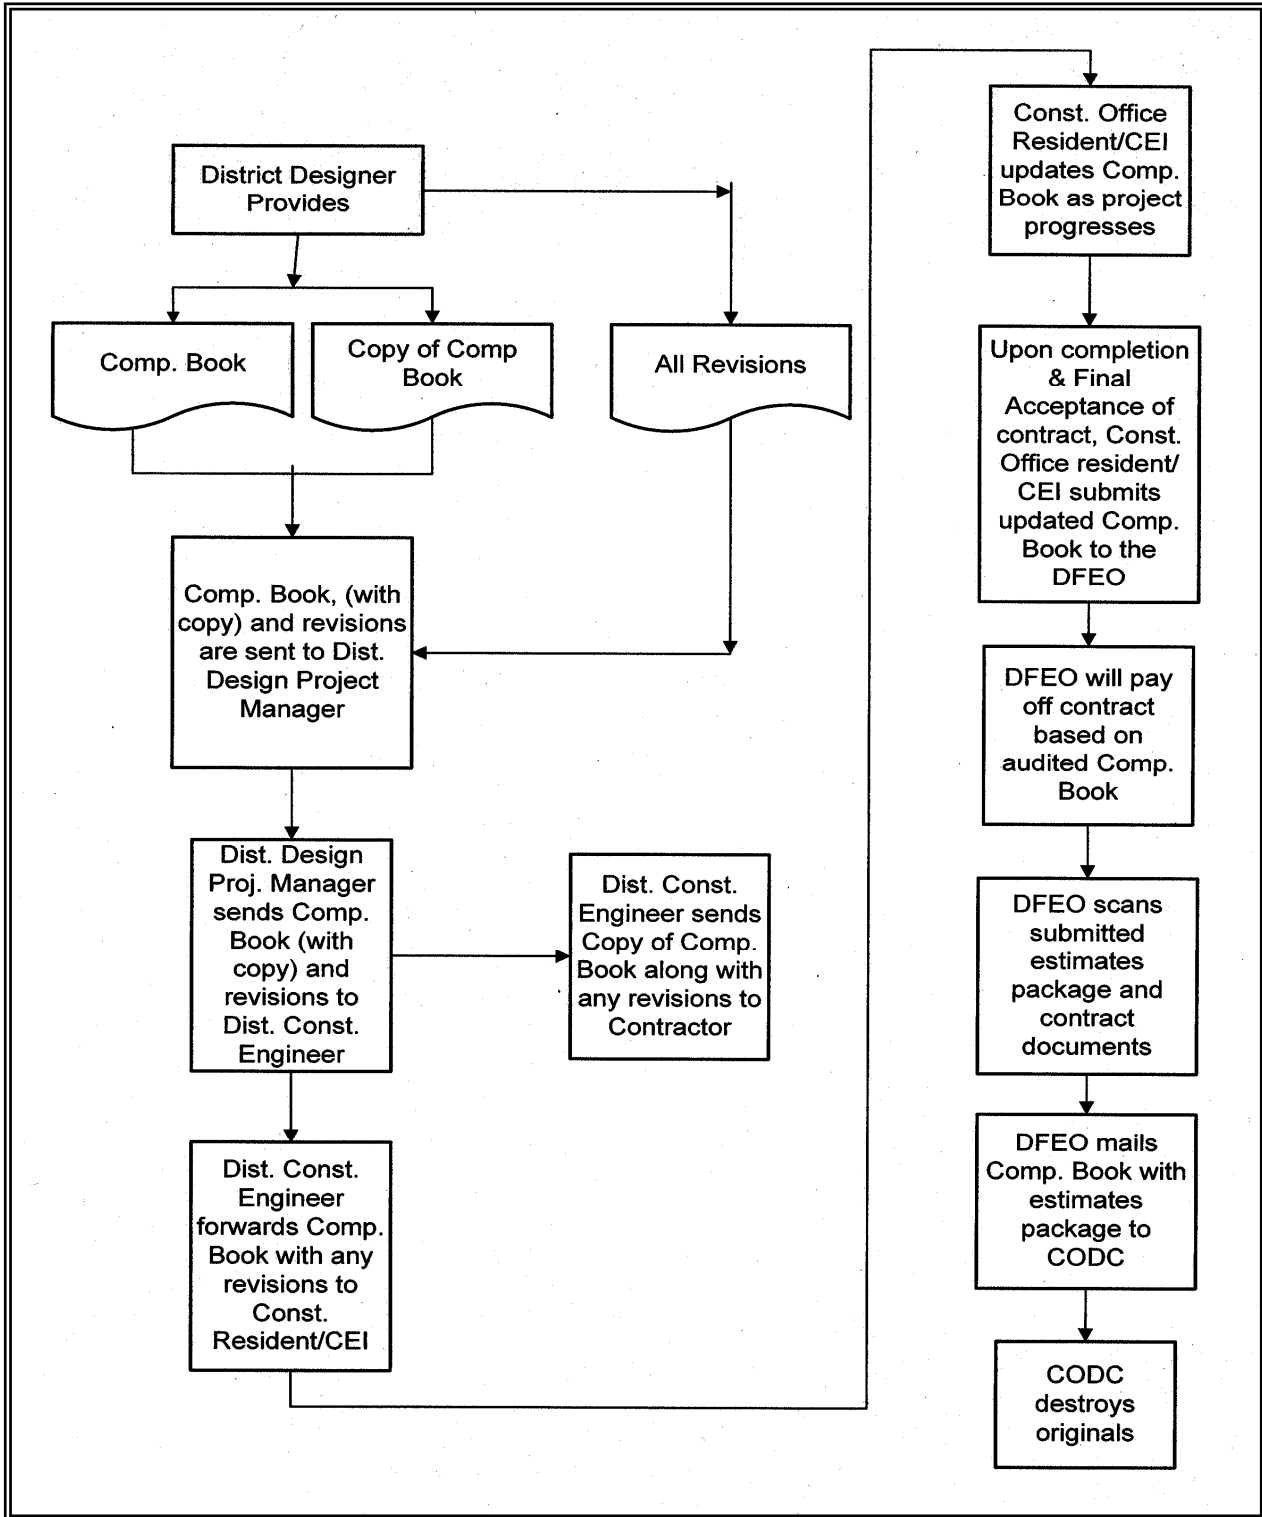 District Designer
Provides
Comp. Book
Copy of Comp
Book
All Revisions
Comp. Book, (with
copy) and revisions
are sent to Dist.
Design Project
Manager
Dist. Design
Proj. Manager
sends Comp.
Book (with
copy) and
revisions to
Dist. Const.
Engineer
Dist. Const.
Engineer sends
Copy of Comp.
Book along with
any revisions to
Contractor
Dist. Const.
Engineer
forwards Comp.
Book with any
revisions to
Const.
Resident/CEI
Const. Office
Resident/CEI
updates Comp.
Book as project
progresses
Upon completion
& Final
Acceptance of
contract, Const.
Office resident/
CEI submits
updated Comp.
Book to the
DFEO
DFEO will pay
off contract
based on
audited Comp.
Book
DFEO scans
submitted
estimates
package and
contract
documents
DFEO mails
Comp. Book with
estimates
package to
CODC
CODC
destroys
originals